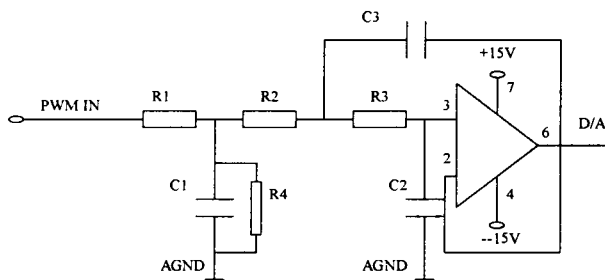 C3
+15V
7
PWM IN
R1
R2
R3
3
D/A
6
2
C1
R4
C2
4
--15V
AGND
AGND